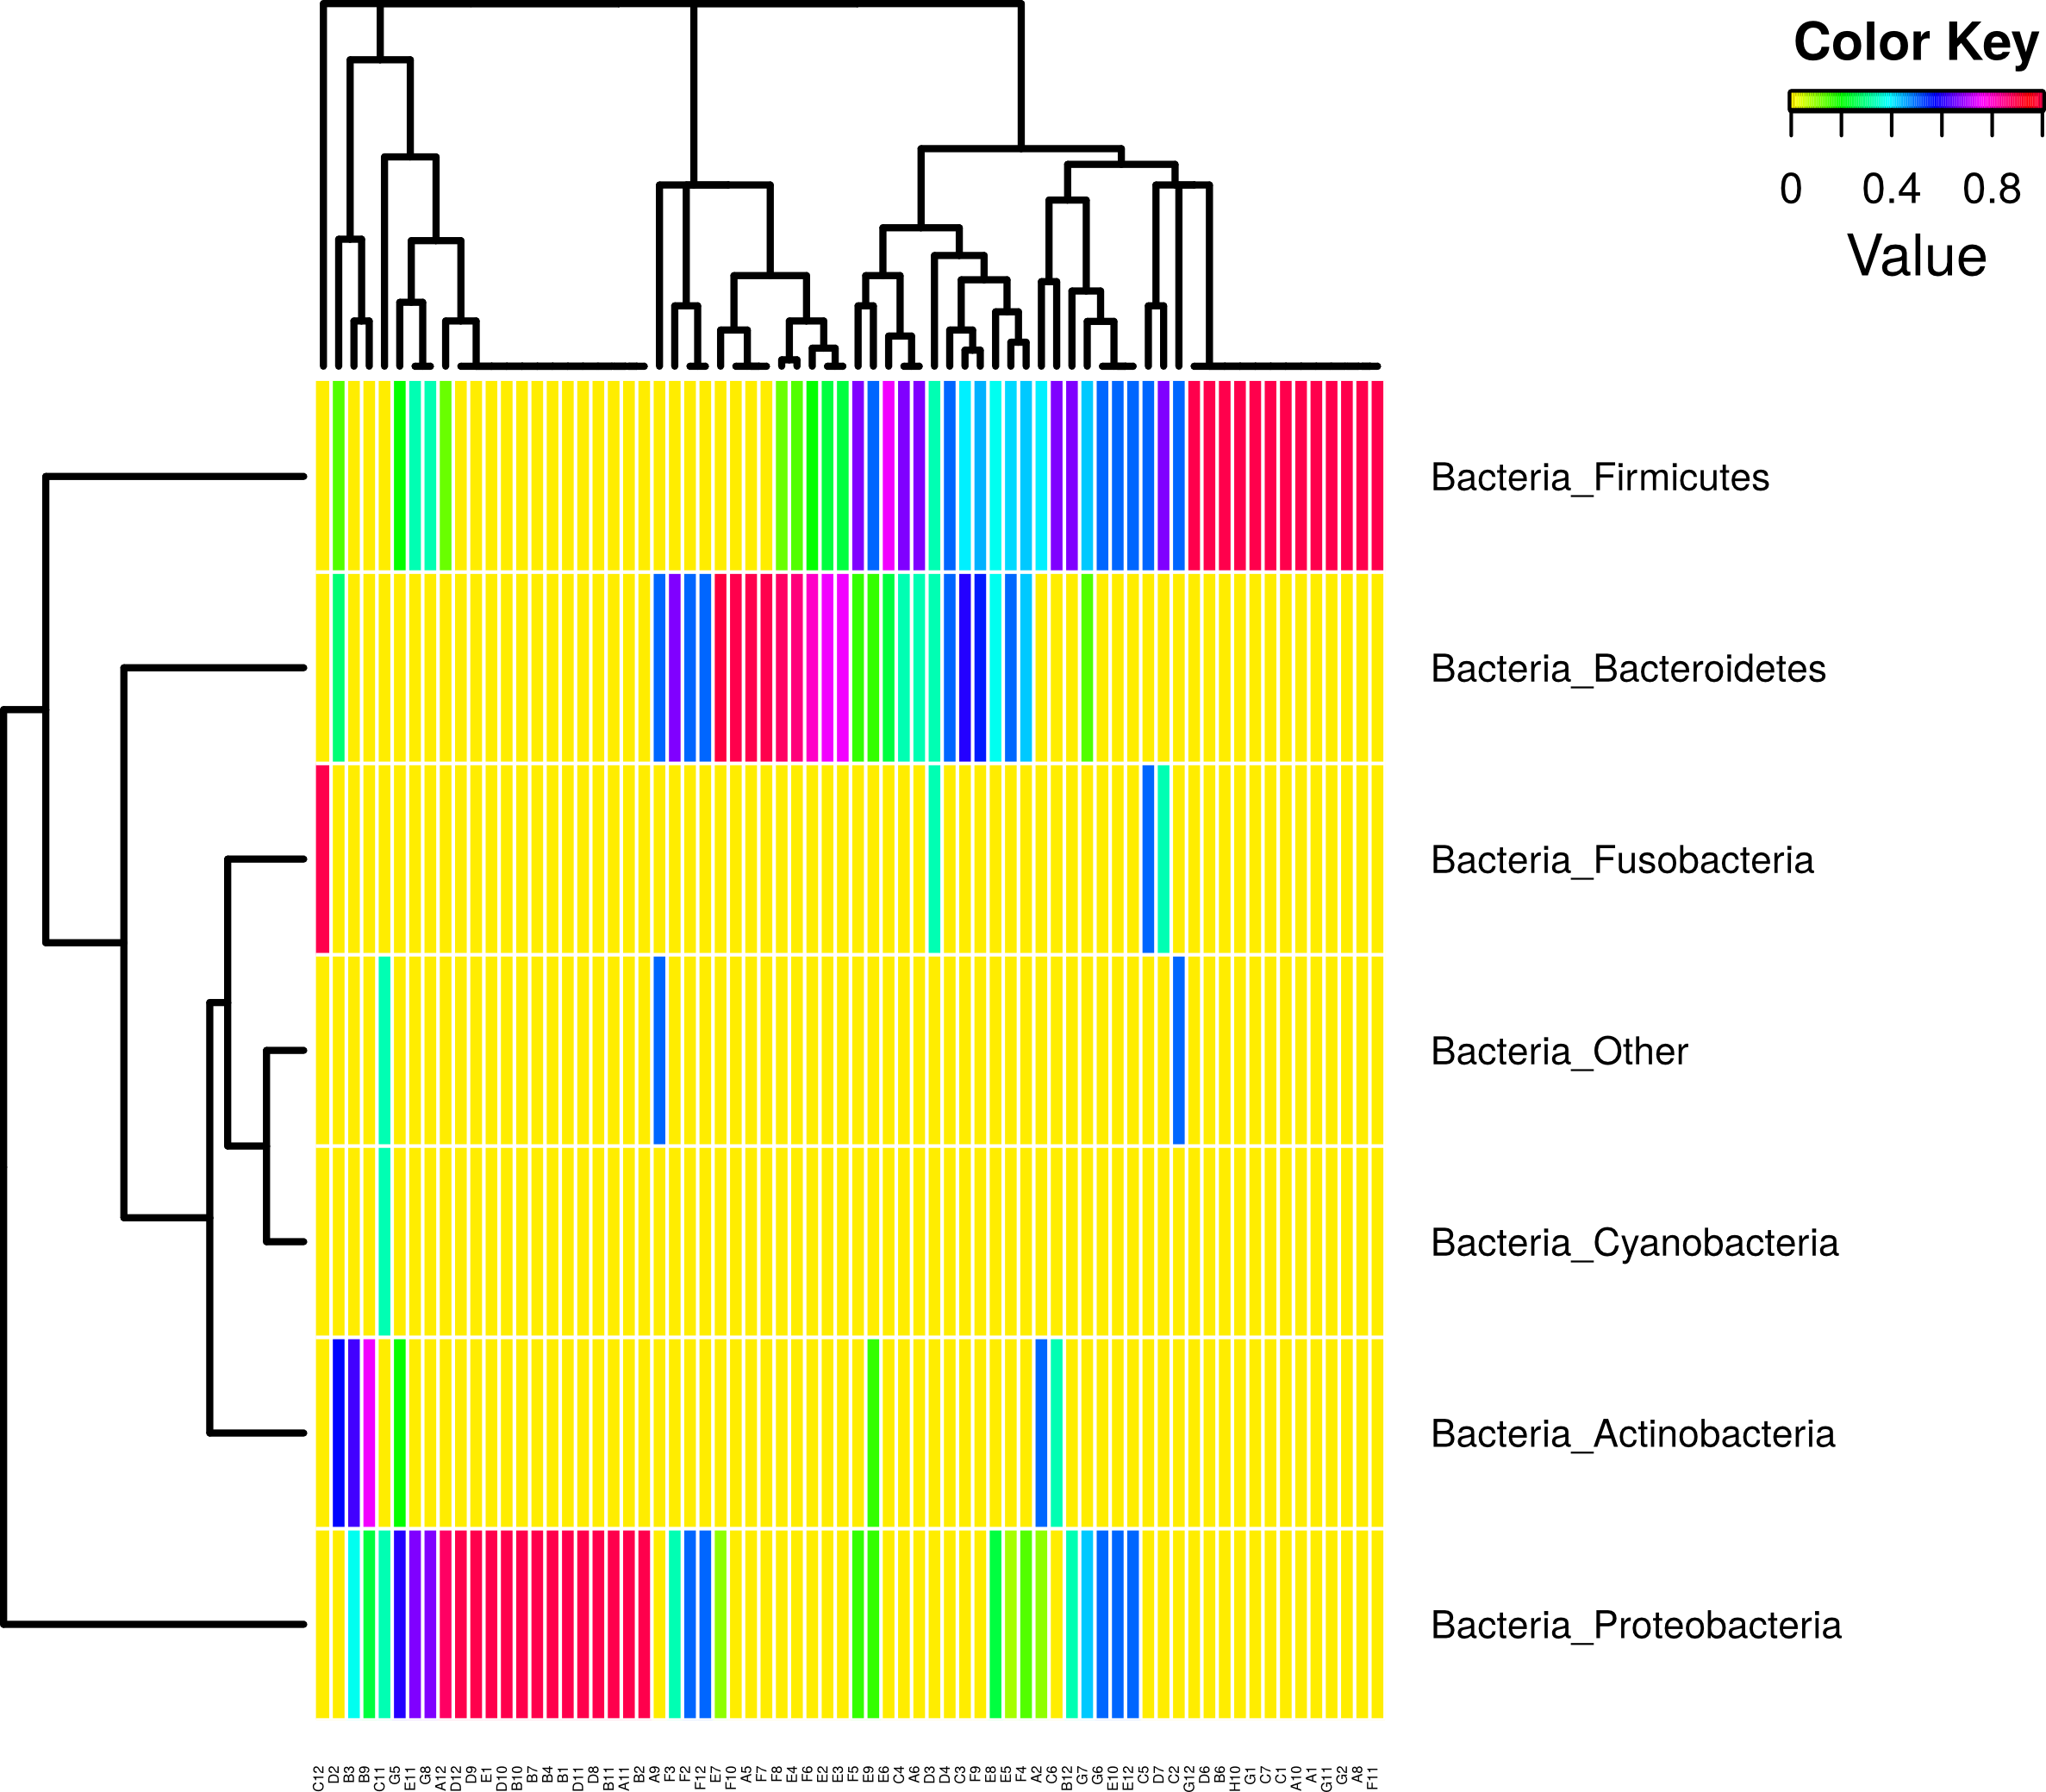 Color Key
0 0.4 0.8
Value
Bacteria_Firmicutes
Bacteria_Bacteroidetes
Bacteria_Fusobacteria
Bacteria_Other
Bacteria_Cyanobacteria
Bacteria_Actinobacteria
Bacteria_Proteobacteria
C12 D2 B3 B9 C11 G5 E11 G8 A12 D12 D9 E1 D10 B10 B7 B4 B1 D11 D8 B11 A11 B2 A9 F3 F2 F12 E7 F10 A5 F7 F8 E4 F6 E2 E3 F5 E9 E6 C4 A6 D3 D4 C3 F9 E8 E5 F4 A2 C6 B12 G7 G6 E10 E12 C5 D7 C2 G12 D6 B6 H10 G1 C7 C1 A10 A1 G11 G2 A8 F11